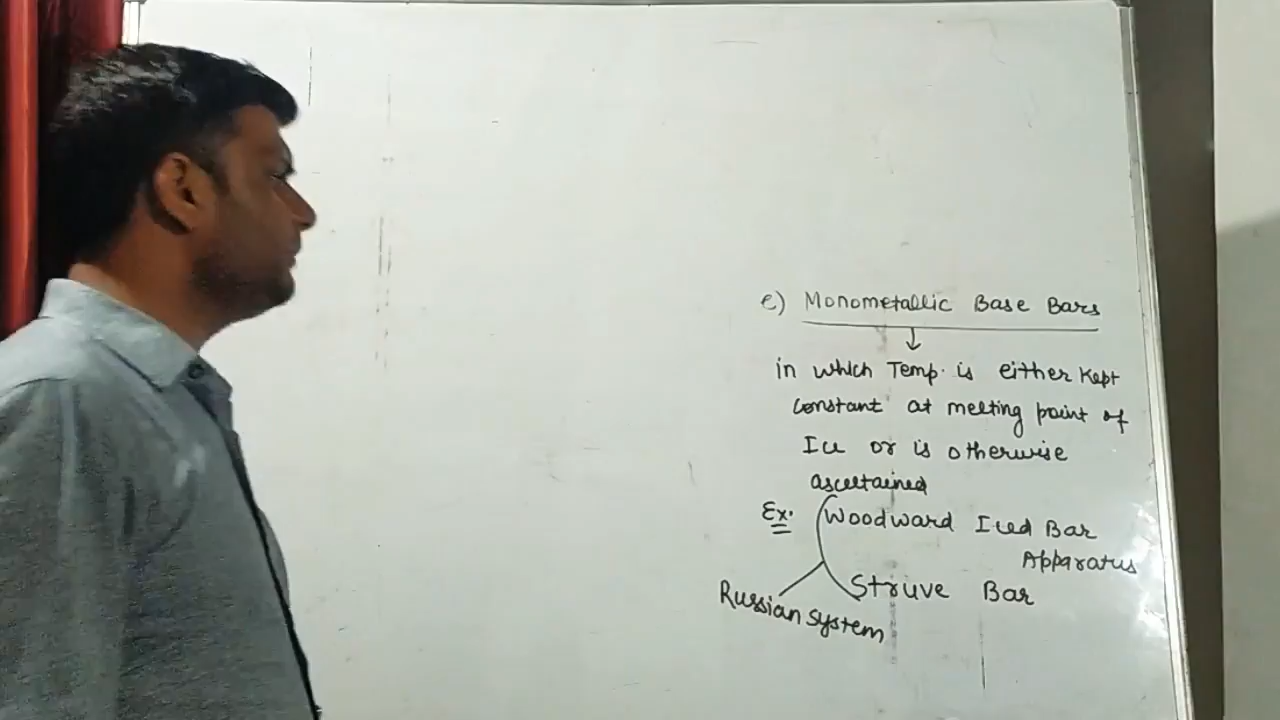 e) Monometallic Base Bars
↓
in which Temp. is either Kept
constant at melting point of
Ice or is otherwise
ascertained
Ex. Woodward Iced Bar
Apparatus
Struve Bar
Russian system